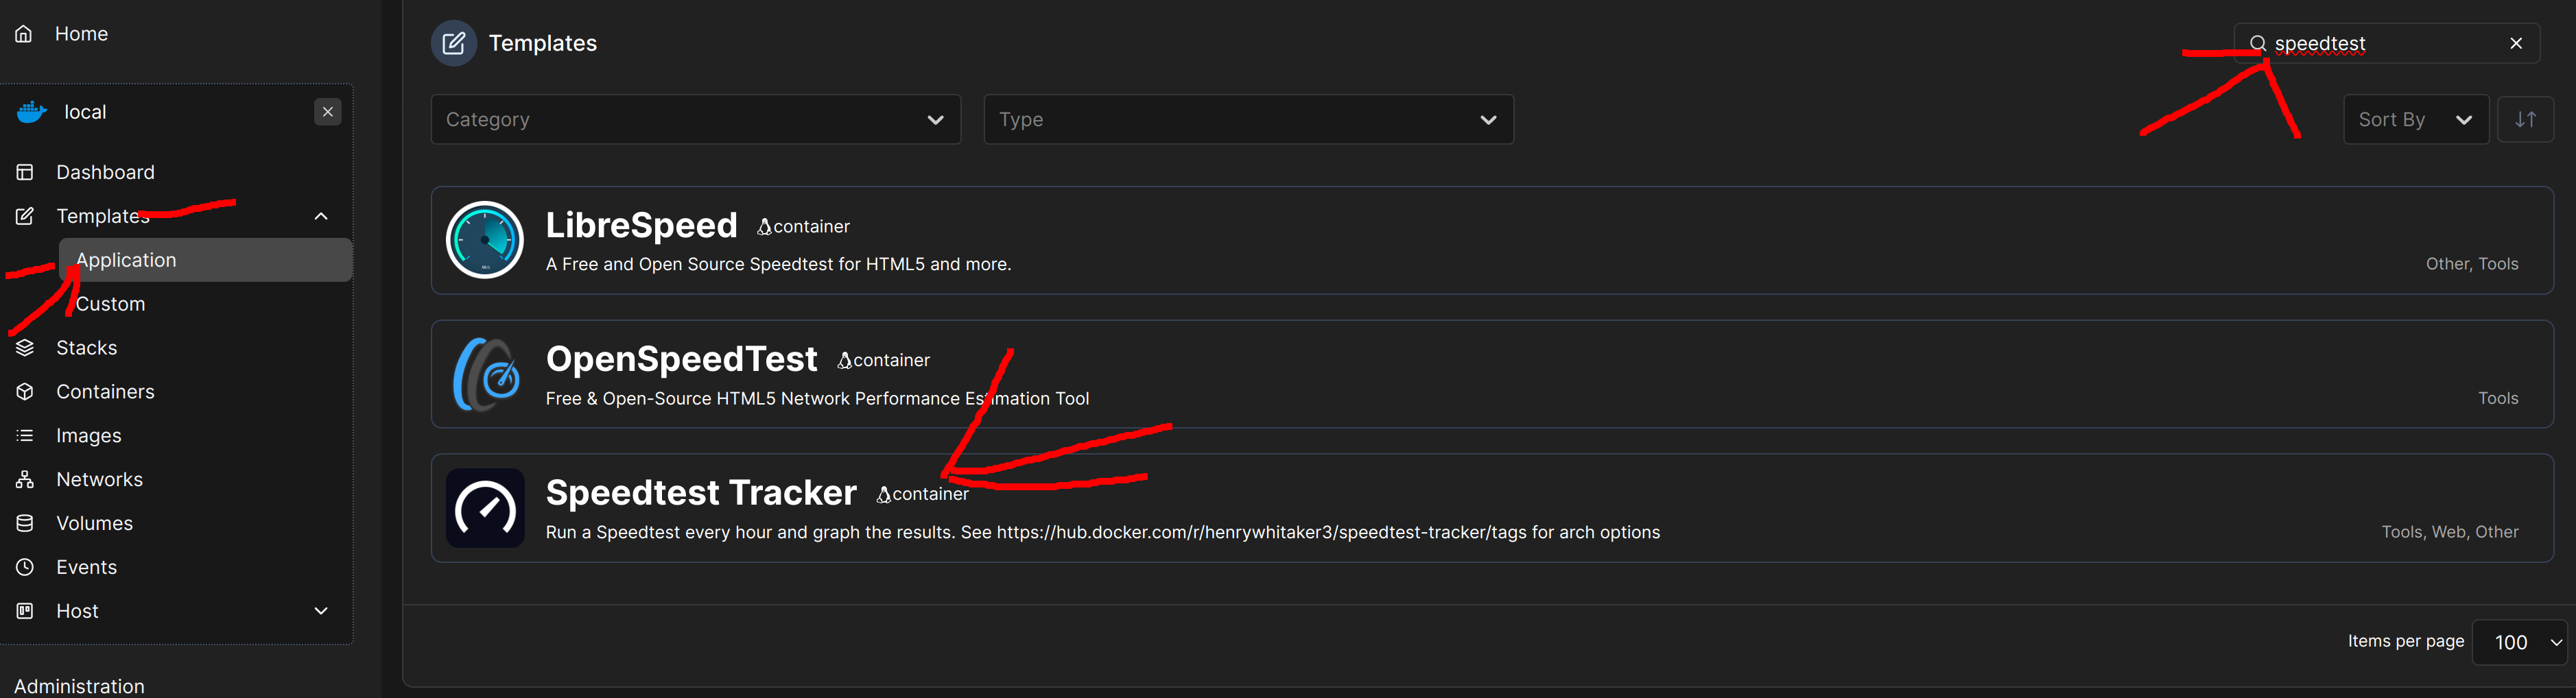 Home
local
Dashboard
Templates
Application
Custom
Stacks
Containers
Images
Networks
Volumes
Events
Host
Administration
Templates
speedtest
Category
Type
Sort By
LibreSpeed container
A Free and Open Source Speedtest for HTML5 and more.
Other, Tools
OpenSpeedTest container
Free & Open-Source HTML5 Network Performance Estimation Tool
Tools
Speedtest Tracker container
Run a Speedtest every hour and graph the results. See https://hub.docker.com/r/henrywhitaker3/speedtest-tracker/tags for arch options
Tools, Web, Other
Items per page 100